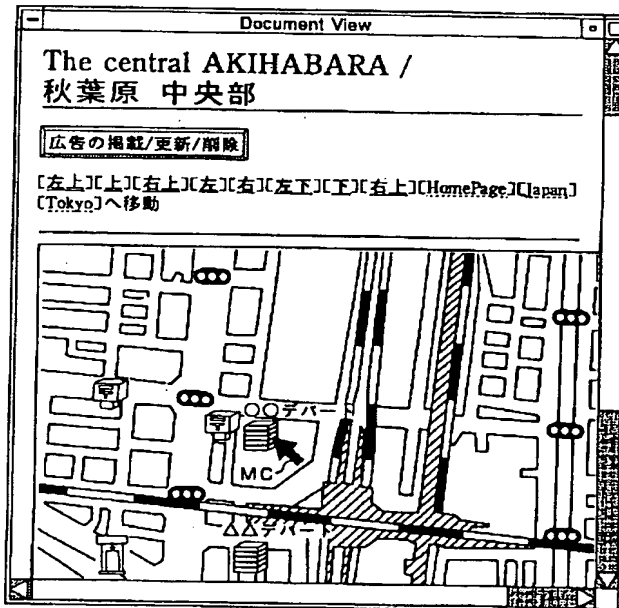 Document View
The central AKIHABARA /
秋葉原 中央部
広告の掲載/更新/削除
[左上][上][右上][左][右][左下][下][右上][HomePage][Japan]
[Tokyo]へ移動
○○デパー
MC
△△デパート